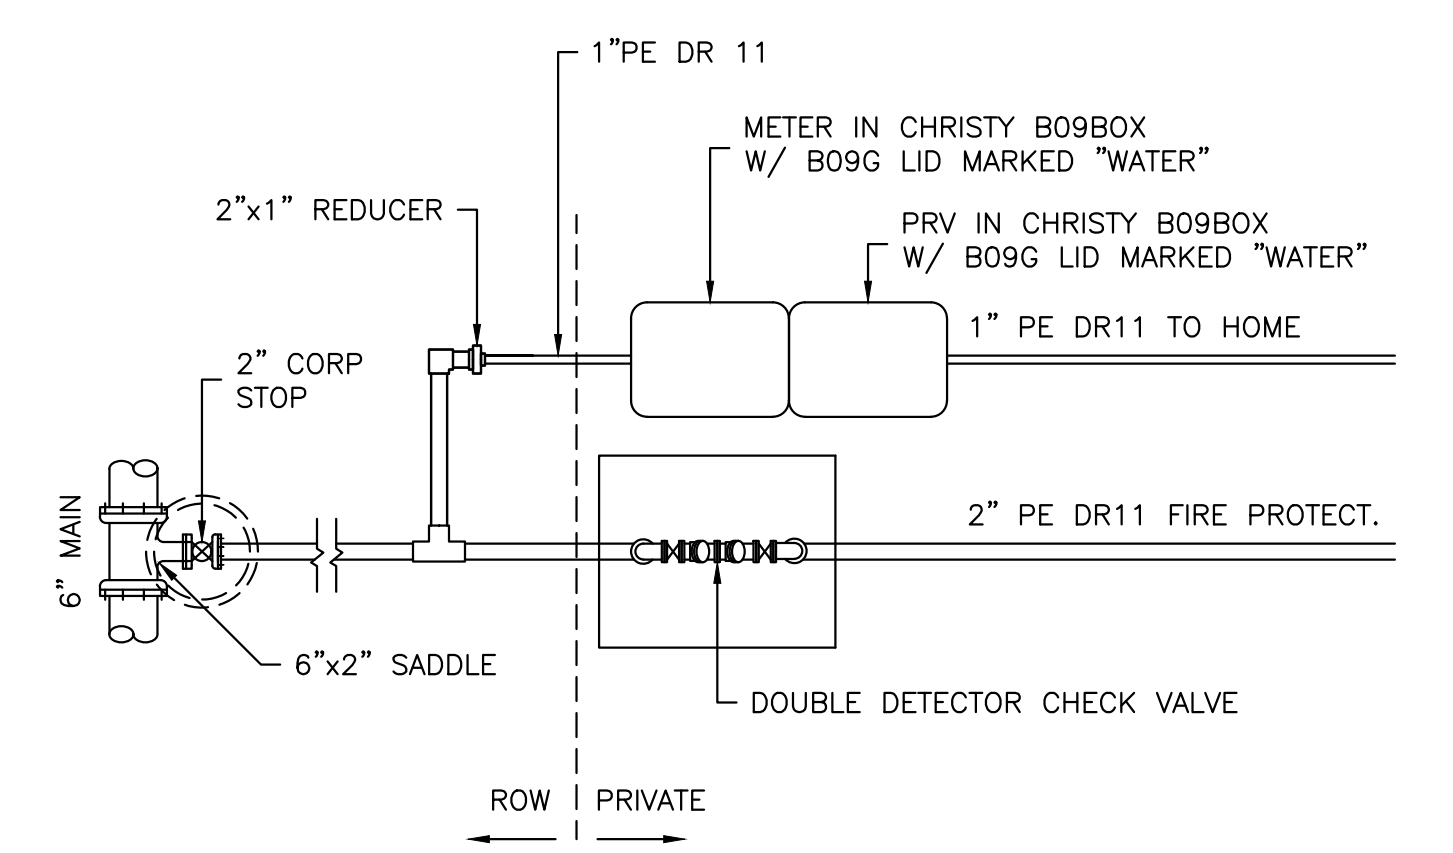 1”PE DR 11
METER IN CHRISTY B09BOX
W/ B09G LID MARKED ”WATER”
2”x1” REDUCER
PRV IN CHRISTY B09BOX
W/ B09G LID MARKED ”WATER”
1” PE DR11 TO HOME
2” CORP
STOP
6” MAIN
2” PE DR11 FIRE PROTECT.
6”x2” SADDLE
DOUBLE DETECTOR CHECK VALVE
ROW
PRIVATE